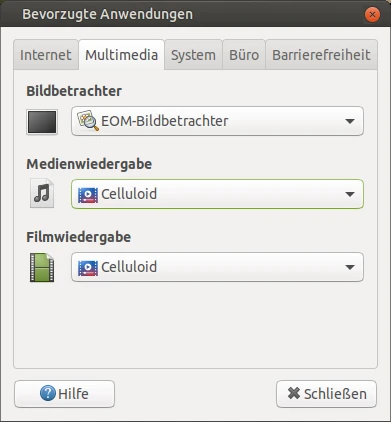 Bevorzugte Anwendungen
Internet Multimedia System Büro Barrierefreiheit
Bildbetrachter
EOM-Bildbetrachter
Medienwiedergabe
Celluloid
Filmwiedergabe
Celluloid
Hilfe Schließen